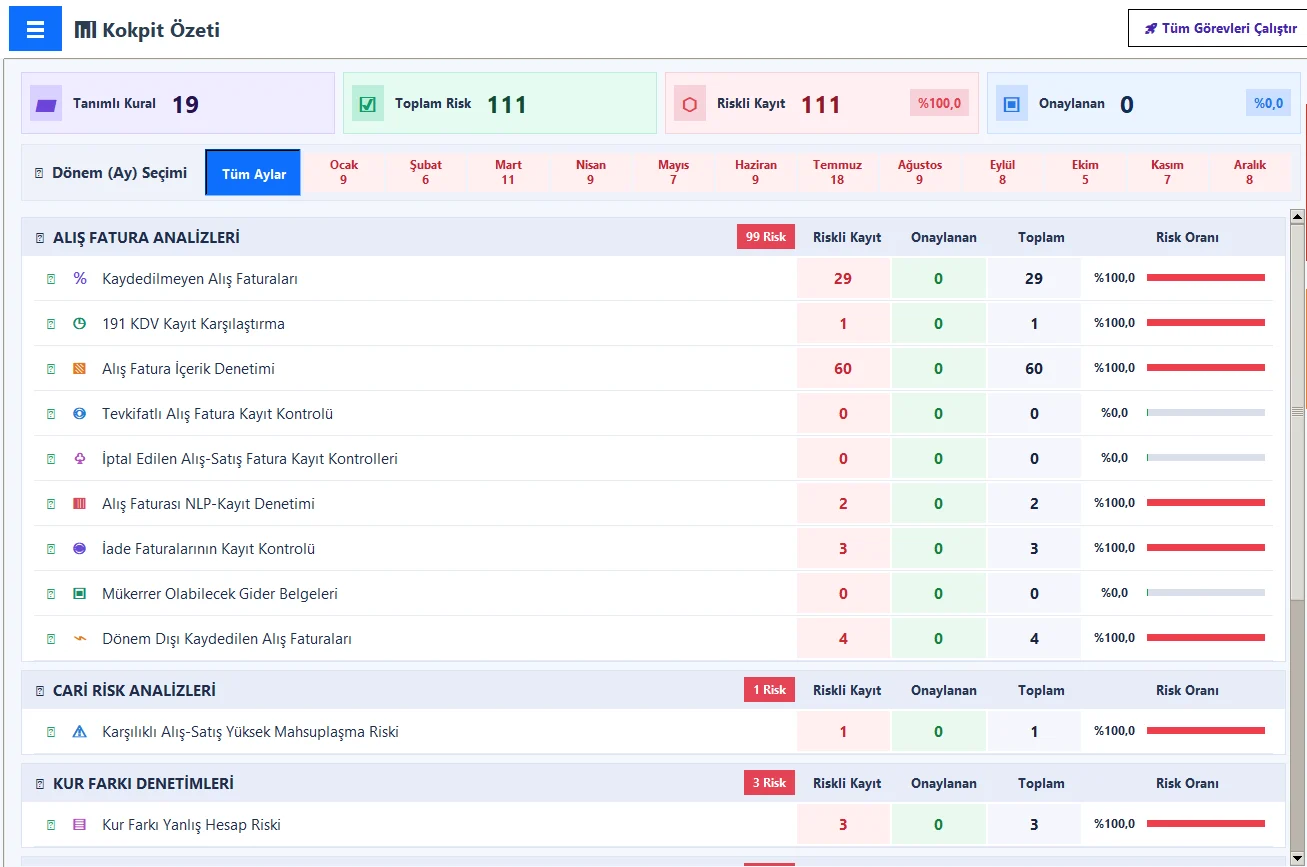 Kokpit Özeti
Tüm Görevleri Çalıştır
Tanımlı Kural 19
Toplam Risk 111
Riskli Kayıt 111 %100,0
Onaylanan 0 %0,0
Dönem (Ay) Seçimi
Tüm Aylar
Ocak 9
Şubat 6
Mart 11
Nisan 9
Mayıs 7
Haziran 9
Temmuz 18
Ağustos 9
Eylül 8
Ekim 5
Kasım 7
Aralık 8
ALIŞ FATURA ANALİZLERİ 99 Risk Riskli Kayıt Onaylanan Toplam Risk Oranı
% Kaydedilmeyen Alış Faturaları 29 0 29 %100,0
191 KDV Kayıt Karşılaştırma 1 0 1 %100,0
Alış Fatura İçerik Denetimi 60 0 60 %100,0
Tevkifatlı Alış Fatura Kayıt Kontrolü 0 0 0 %0,0
İptal Edilen Alış-Satış Fatura Kayıt Kontrolleri 0 0 0 %0,0
Alış Faturası NLP-Kayıt Denetimi 2 0 2 %100,0
İade Faturalarının Kayıt Kontrolü 3 0 3 %100,0
Mükerrer Olabilecek Gider Belgeleri 0 0 0 %0,0
Dönem Dışı Kaydedilen Alış Faturaları 4 0 4 %100,0
CARİ RİSK ANALİZLERİ 1 Risk Riskli Kayıt Onaylanan Toplam Risk Oranı
Karşılıklı Alış-Satış Yüksek Mahsuplaşma Riski 1 0 1 %100,0
KUR FARKI DENETİMLERİ 3 Risk Riskli Kayıt Onaylanan Toplam Risk Oranı
Kur Farkı Yanlış Hesap Riski 3 0 3 %100,0